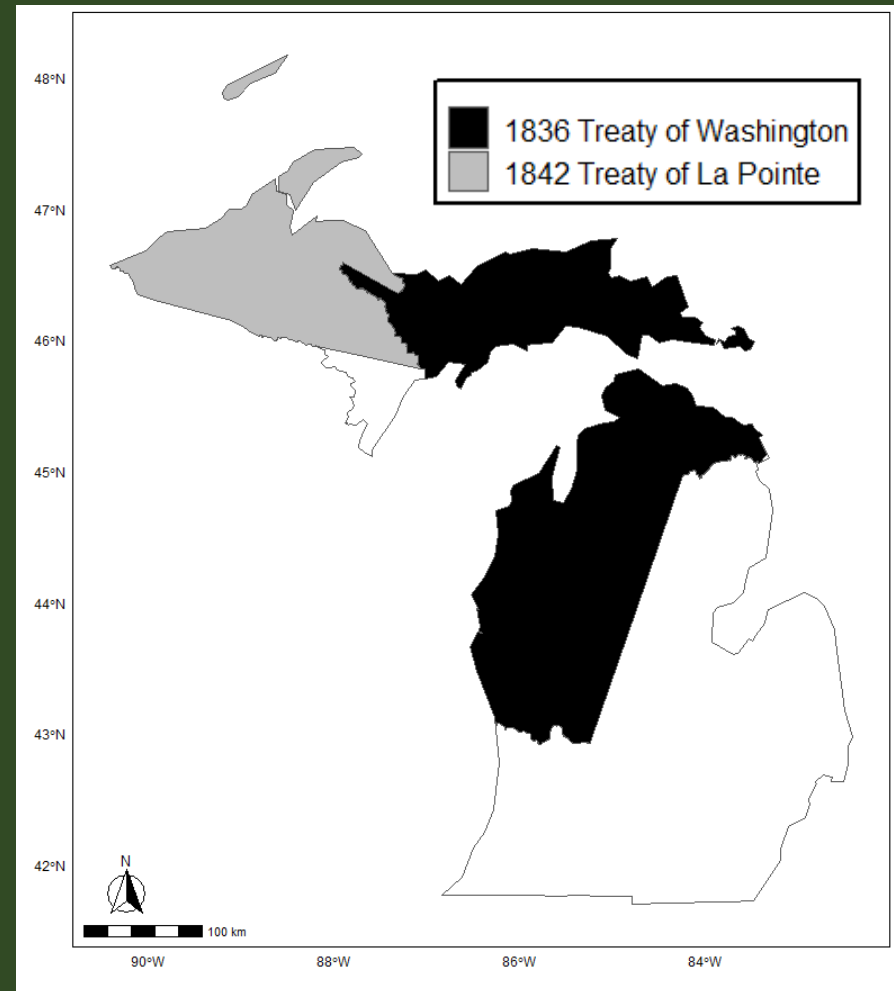 48°N
1836 Treaty of Washington
1842 Treaty of La Pointe
47°N
46°N
45°N
44°N
43°N
42°N
N
100 km
90°W 88°W 86°W 84°W